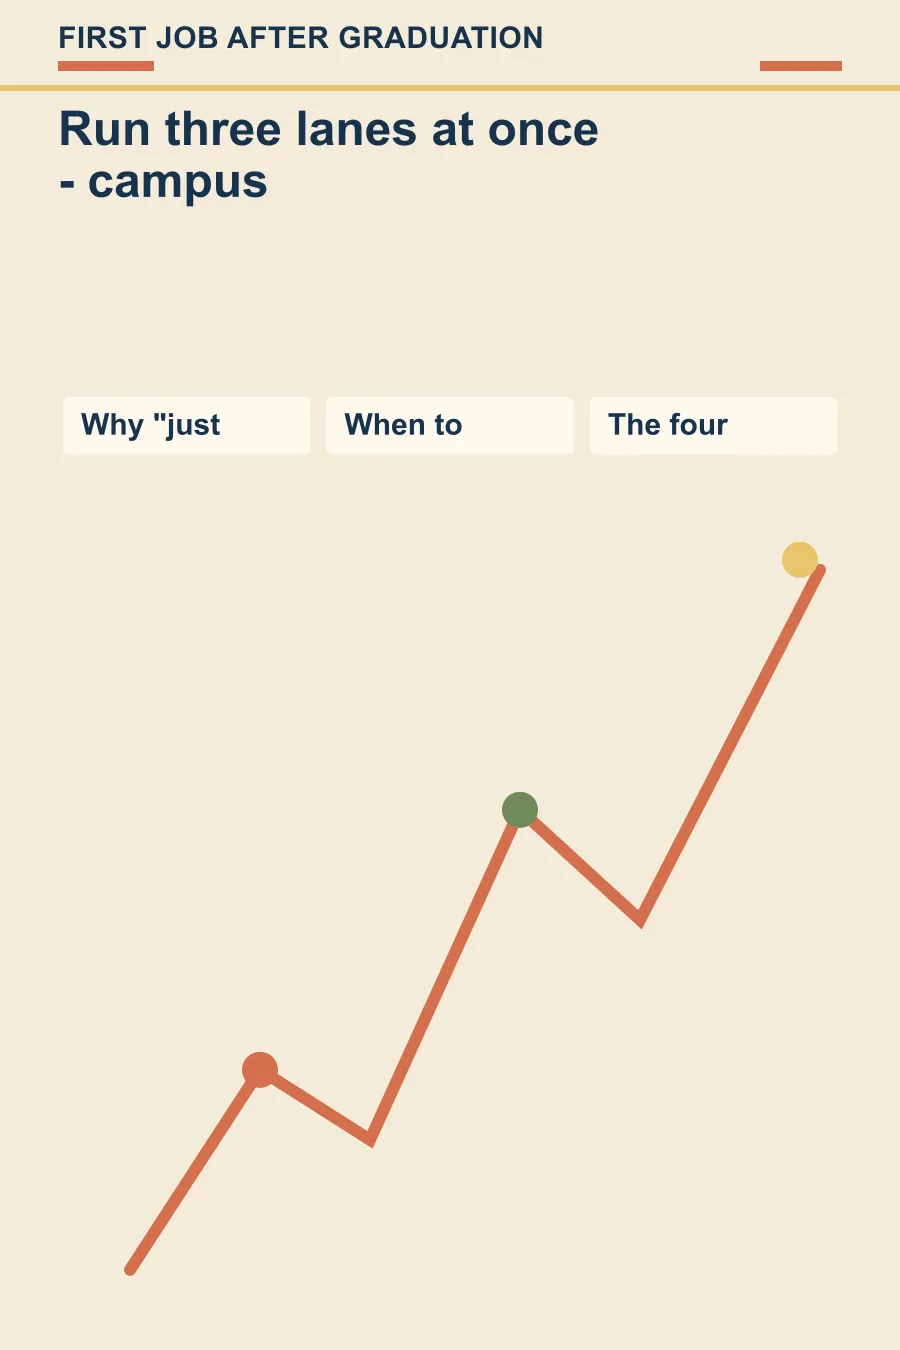 FIRST JOB AFTER GRADUATION
Run three lanes at once
- campus
Why "just
When to
The four